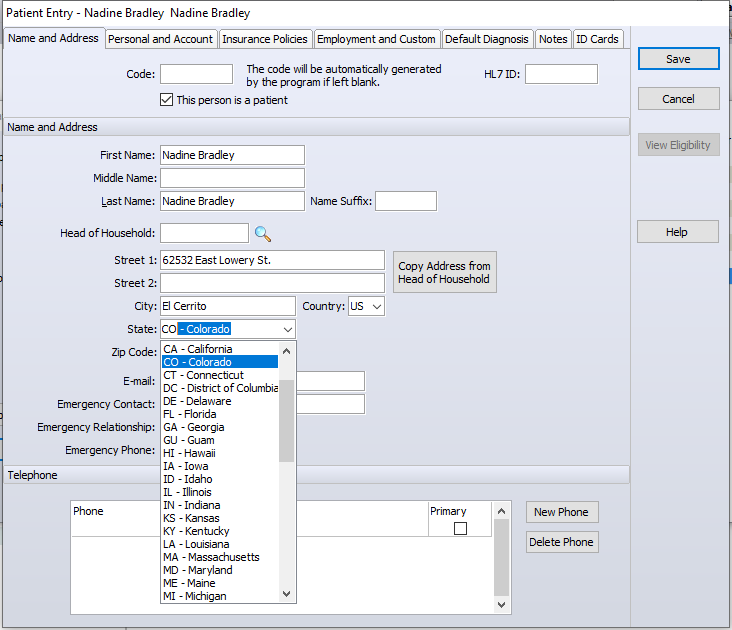 Patient Entry - Nadine Bradley  Nadine Bradley
Name and Address
Personal and Account
Insurance Policies
Employment and Custom
Default Diagnosis
Notes
ID Cards
Save
Cancel
View Eligibility
Help
Code:
The code will be automatically generated
by the program if left blank.
HL7 ID:
This person is a patient
Name and Address
First Name: Nadine Bradley
Middle Name:
Last Name: Nadine Bradley
Name Suffix:
Head of Household:
Street 1: 62532 East Lowery St.
Copy Address from
Head of Household
Street 2:
City: El Cerrito
Country: US
State: CO - Colorado
Zip Code:
E-mail:
Emergency Contact:
Emergency Relationship:
Emergency Phone:
CA - California
CO - Colorado
CT - Connecticut
DC - District of Columbia
DE - Delaware
FL - Florida
GA - Georgia
GU - Guam
HI - Hawaii
IA - Iowa
ID - Idaho
IL - Illinois
IN - Indiana
KS - Kansas
KY - Kentucky
LA - Louisiana
MA - Massachusetts
MD - Maryland
ME - Maine
MI - Michigan
Telephone
Phone
Primary
New Phone
Delete Phone